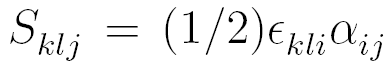 $S_{klj} \, = \, (1/2)\epsilon_{kli}\alpha_{ij}$